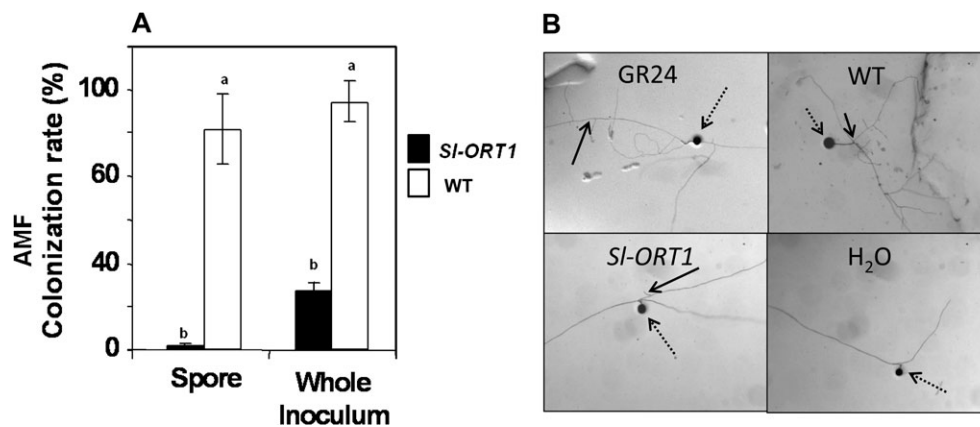 A
AMF
Colonization rate (%)
100
60
40
0
a
b
a
b
Spore
Whole
Inoculum
Sl-ORT1
WT
B
GR24
WT
Sl-ORT1
H₂O